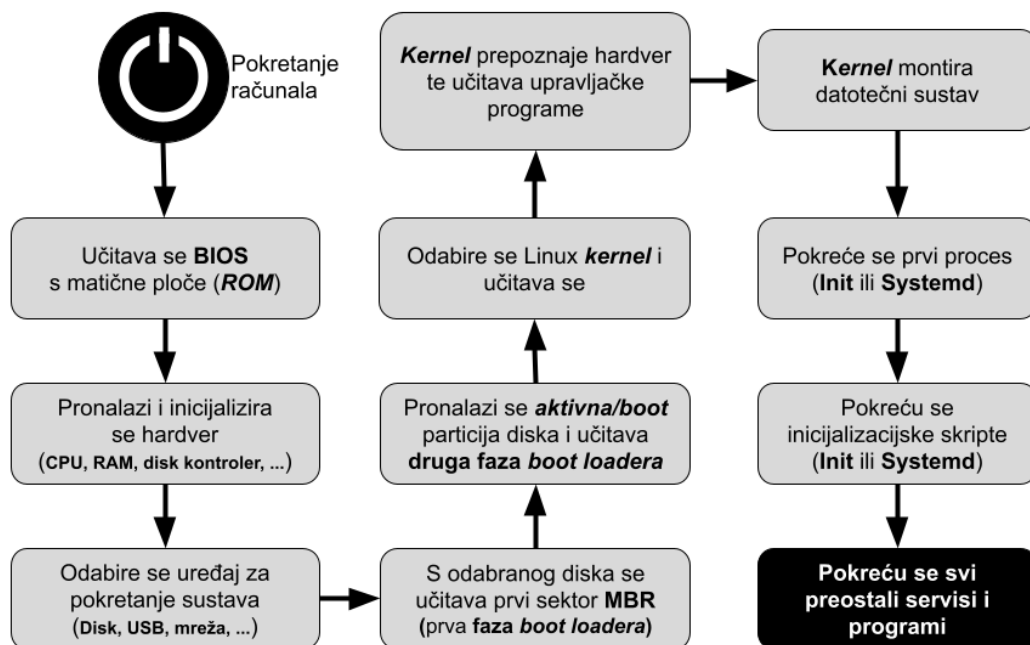 Pokretanje
računala
Učitava se BIOS
s matične ploče (ROM)
Pronalazi i inicijalizira
se hardver
(CPU, RAM, disk kontroler, ...)
Odabire se uređaj za
pokretanje sustava
(Disk, USB, mreža, ...)
S odabranog diska se
učitava prvi sektor MBR
(prva faza boot loadera)
Pronalazi se aktivna/boot
particija diska i učitava
druga faza boot loadera
Odabire se Linux kernel i
učitava se
Kernel prepoznaje hardver
te učitava upravljačke
programe
Kernel montira
datotečni sustav
Pokreće se prvi proces
(Init ili Systemd)
Pokreću se
inicijalizacijske skripte
(Init ili Systemd)
Pokreću se svi
preostali servisi i
programi